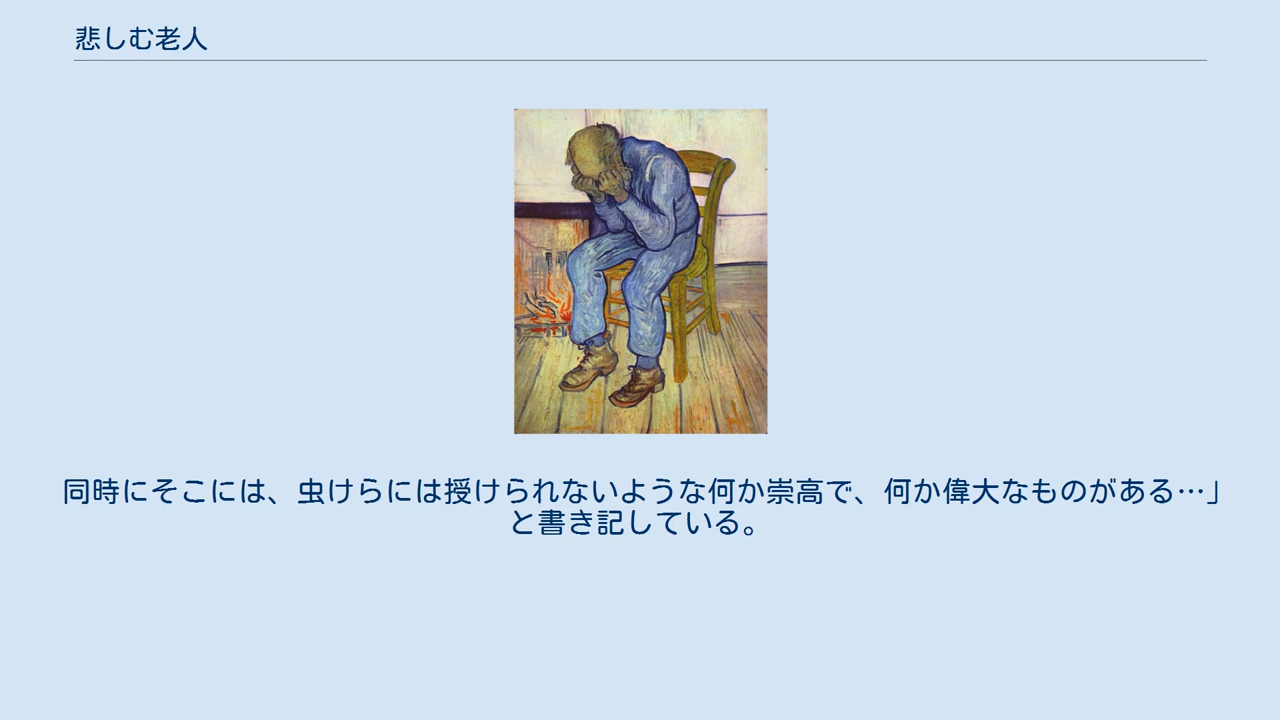 悲しむ老人
同時にそこには、虫けらには授けられないような何か崇高で、何か偉大なものがある…」
と書き記している。